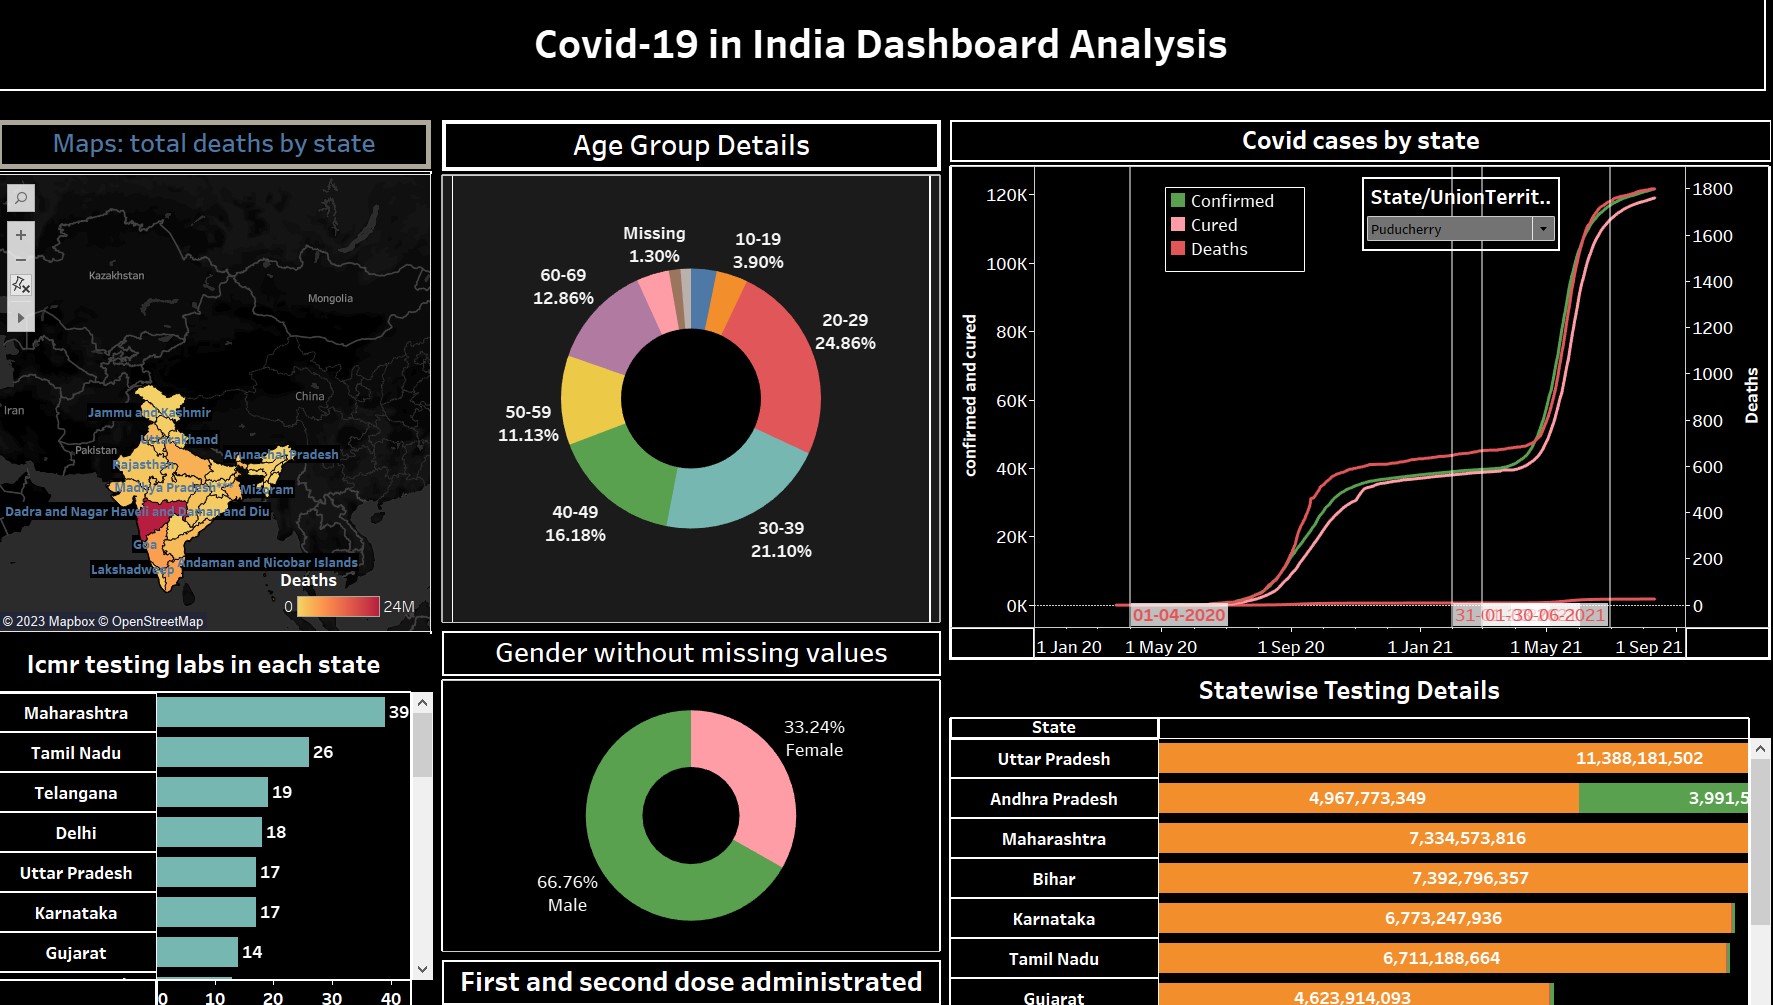 Covid-19 in India Dashboard Analysis
Maps: total deaths by state
Kazakhstan
Mongolia
Iran
China
Pakistan
Jammu and Kashmir
Uttarakhand
Arunachal Pradesh
Rajasthan
Madhya Pradesh
Mizoram
Dadra and Nagar Haveli and Daman and Diu
Goa
Andaman and Nicobar Islands
Lakshadweep
Deaths
0
24M
© 2023 Mapbox © OpenStreetMap
Icmr testing labs in each state
Maharashtra 39
Tamil Nadu 26
Telangana 19
Delhi 18
Uttar Pradesh 17
Karnataka 17
Gujarat 14
0 10 20 30 40
Age Group Details
Missing
1.30%
10-19
3.90%
60-69
12.86%
20-29
24.86%
50-59
11.13%
40-49
16.18%
30-39
21.10%
Gender without missing values
33.24%
Female
66.76%
Male
First and second dose administrated
Covid cases by state
Confirmed
Cured
Deaths
State/UnionTerrit..
Puducherry
confirmed and cured
120K
100K
80K
60K
40K
20K
0K
Deaths
1800
1600
1400
1200
1000
800
600
400
200
0
01-04-2020
1 Jan 20 1 May 20 1 Sep 20 1 Jan 21 1 May 21 1 Sep 21
Statewise Testing Details
State
Uttar Pradesh 11,388,181,502
Andhra Pradesh 4,967,773,349 3,991,5
Maharashtra 7,334,573,816
Bihar 7,392,796,357
Karnataka 6,773,247,936
Tamil Nadu 6,711,188,664
Gujarat 4,623,914,093